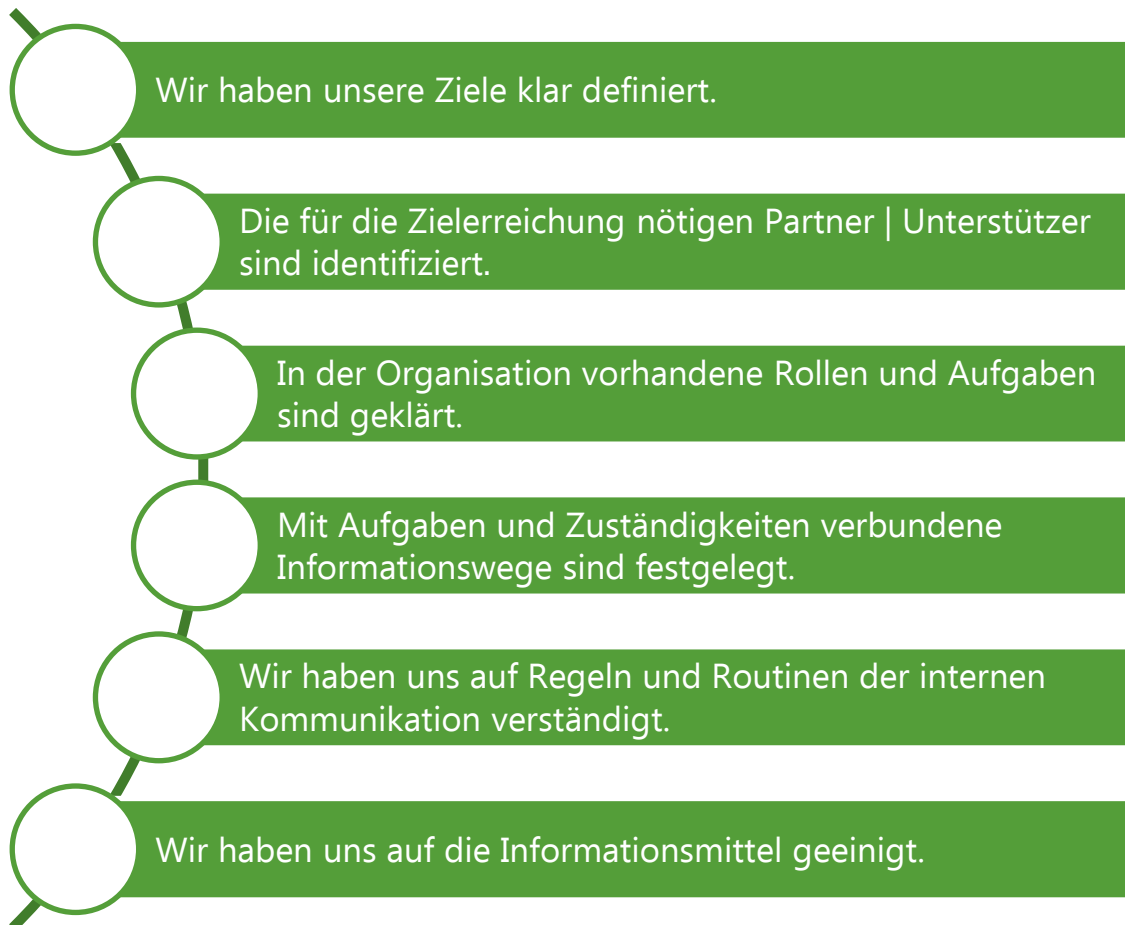 Wir haben unsere Ziele klar definiert.
Die für die Zielerreichung nötigen Partner | Unterstützer
sind identifiziert.
In der Organisation vorhandene Rollen und Aufgaben
sind geklärt.
Mit Aufgaben und Zuständigkeiten verbundene
Informationswege sind festgelegt.
Wir haben uns auf Regeln und Routinen der internen
Kommunikation verständigt.
Wir haben uns auf die Informationsmittel geeinigt.